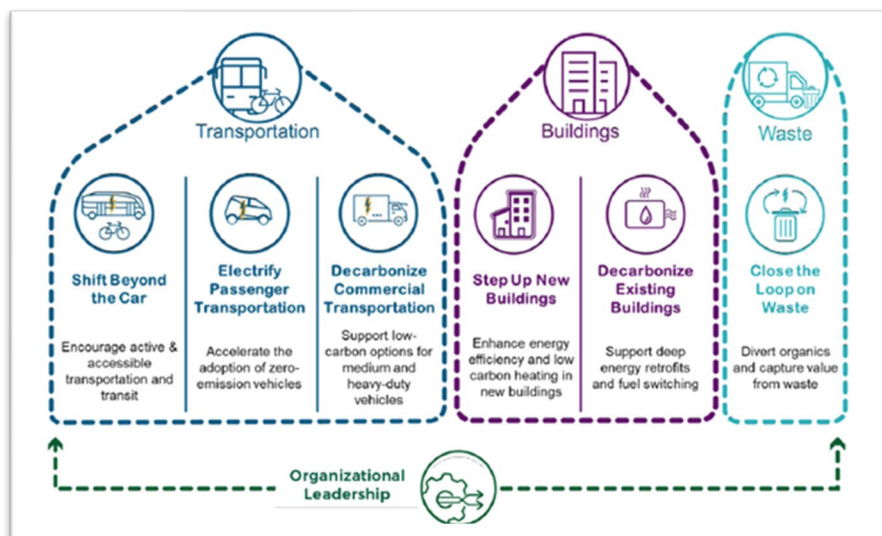 Transportation
Buildings
Waste
Shift Beyond
the Car
Encourage active &
accessible
transportation and
transit
Electrify
Passenger
Transportation
Accelerate the
adoption of zero-
emission vehicles
Decarbonize
Commercial
Transportation
Support low-
carbon options for
medium and
heavy-duty
vehicles
Step Up New
Buildings
Enhance energy
efficiency and low
carbon heating in
new buildings
Decarbonize
Existing
Buildings
Support deep
energy retrofits
and fuel switching
Close the
Loop on
Waste
Divert organics
and capture value
from waste
Organizational
Leadership